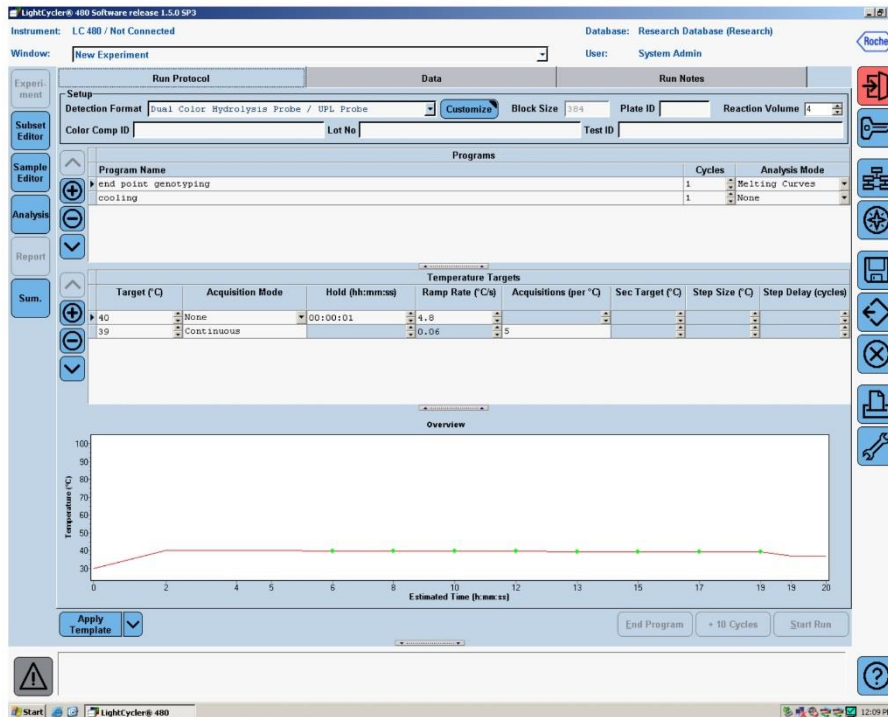 LightCycler® 480 Software release 1.5.0 SP3
Instrument: LC 480 / Not Connected
Database: Research Database (Research)
Window: New Experiment
User: System Admin
Roche
Experi-
ment
Subset
Editor
Sample
Editor
Analysis
Report
Sum.
Run Protocol Data Run Notes
Setup
Detection Format Dual Color Hydrolysis Probe / UPL Probe Customize Block Size 384 Plate ID Reaction Volume 4
Color Comp ID Lot No Test ID
Programs
Program Name Cycles Analysis Mode
end point genotyping 1 Melting Curves
cooling 1 None
Temperature Targets
Target (°C) Acquisition Mode Hold (hh:mm:ss) Ramp Rate (°C/s) Acquisitions (per °C) Sec Target (°C) Step Size (°C) Step Delay (cycles)
40 None 00:00:01 4.8
39 Continuous 0.06 5
Overview
Temperature (°C)
100
90
80
70
60
50
40
30
0 2 4 5 6 8 10 12 13 15 17 19 19 20
Estimated Time (h:mm:ss)
Apply
Template
End Program + 10 Cycles Start Run
Start LightCycler® 480 12:09 P